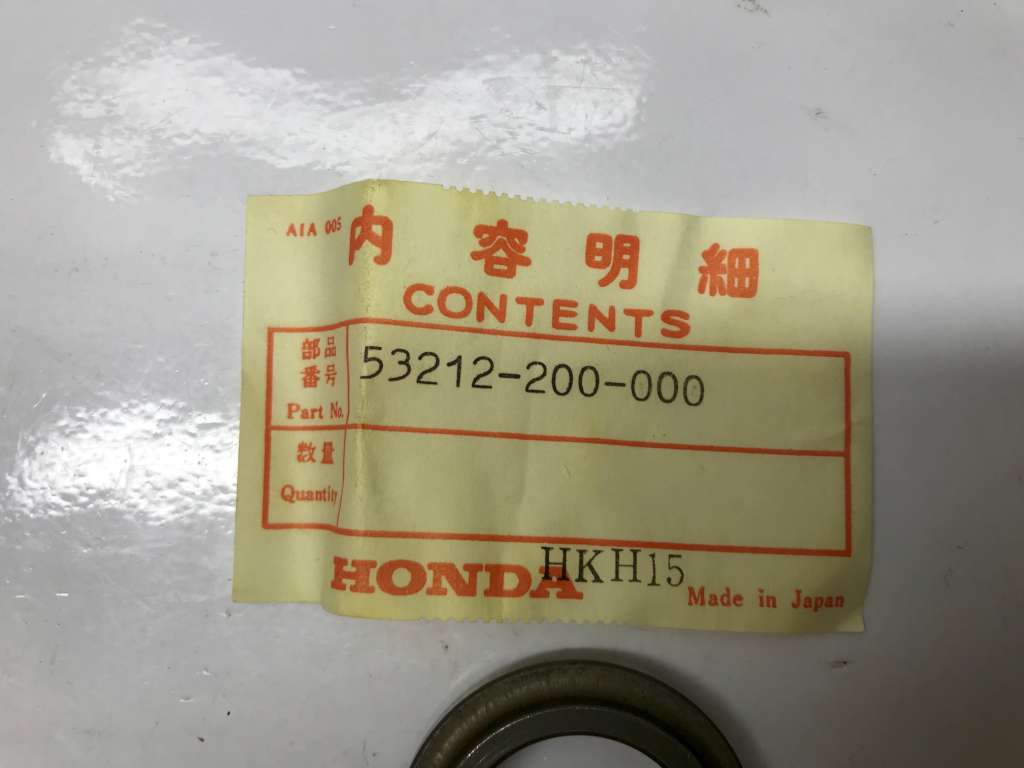 A1A 005
内容明細
CONTENTS
部品
番号
Part No.
53212-200-000
数量
Quantity
HONDA
HKH15
Made in Japan